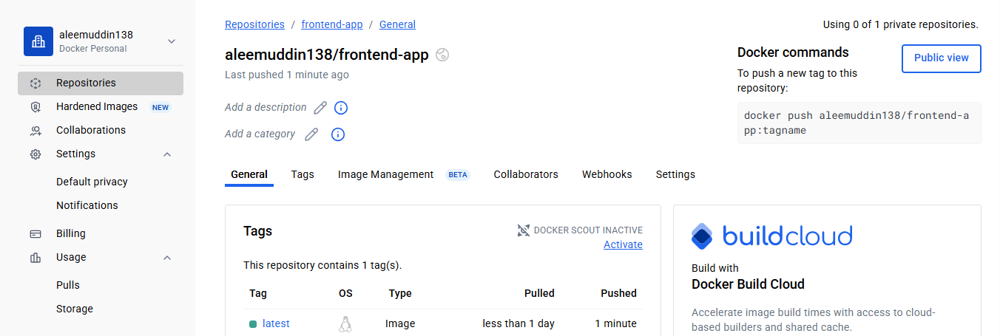 aleemuddin138
Docker Personal
Repositories
Hardened Images NEW
Collaborations
Settings
Default privacy
Notifications
Billing
Usage
Pulls
Storage
Repositories / frontend-app / General
Using 0 of 1 private repositories.
aleemuddin138/frontend-app
Last pushed 1 minute ago
Add a description
Add a category
Docker commands
Public view
To push a new tag to this
repository:
docker push aleemuddin138/frontend-a
pp:tagname
General Tags Image Management BETA Collaborators Webhooks Settings
Tags
DOCKER SCOUT INACTIVE
Activate
This repository contains 1 tag(s).
Tag OS Type Pulled Pushed
latest Image less than 1 day 1 minute
buildcloud
Build with
Docker Build Cloud
Accelerate image build times with access to cloud-
based builders and shared cache.